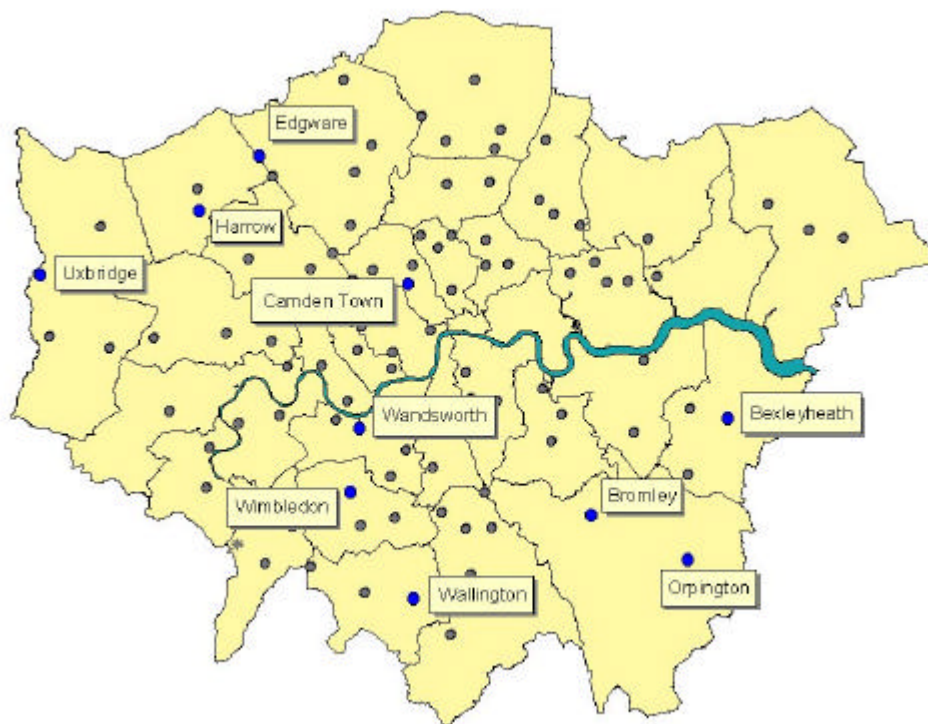 Edgware
Harrow
Uxbridge
Camden Town
Wandsworth
Bexleyheath
Wimbledon
Bromley
Orpington
Wallington